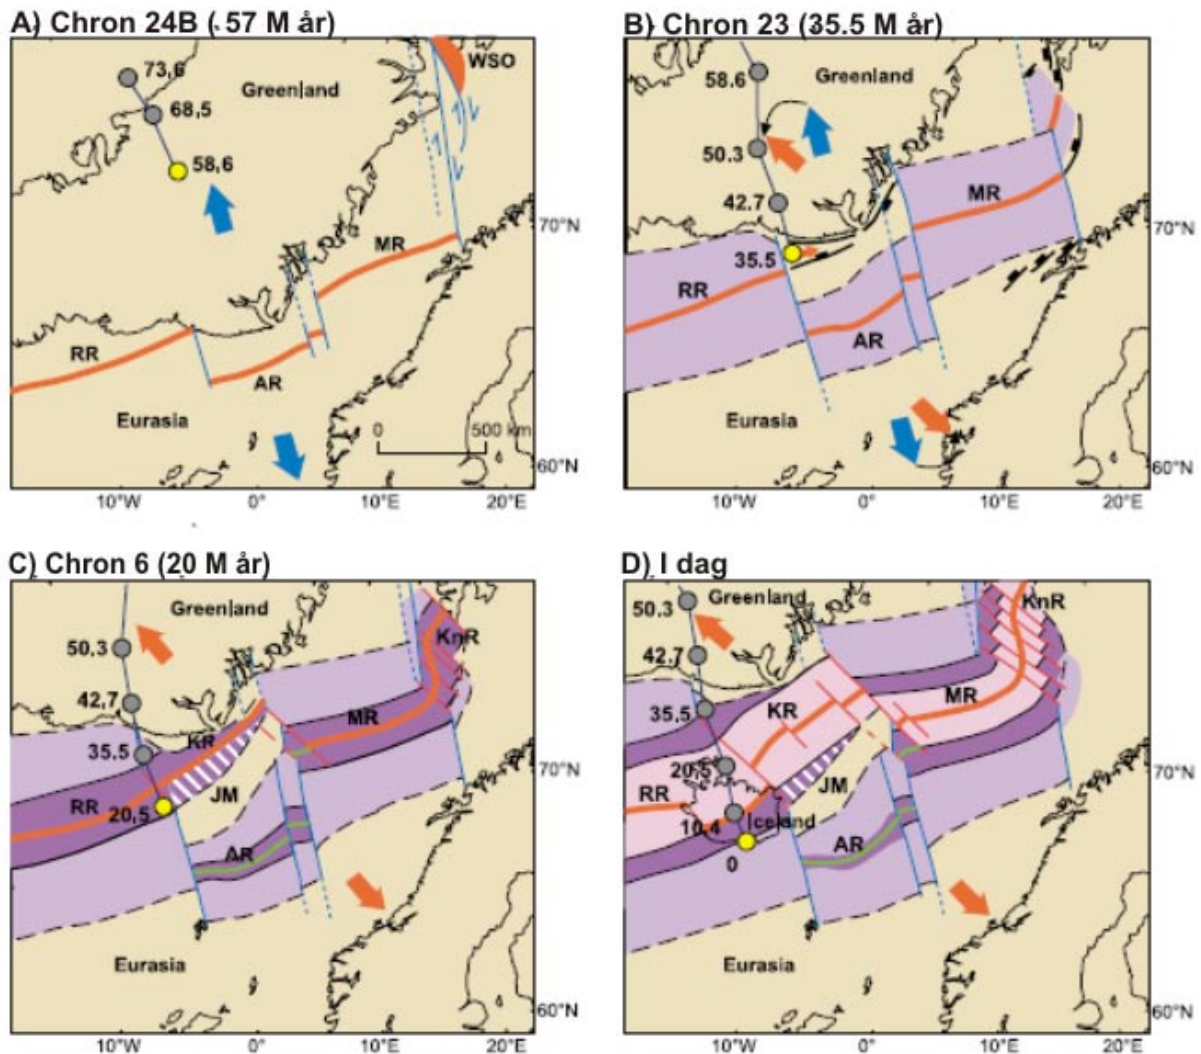 A) Chron 24B ( 57 M år)
73,6
68,5
58,6
Greenland
WSO
MR
RR
AR
Eurasia
0 500 km
70°N
60°N
10°W 0° 10°E 20°E
B) Chron 23 (35.5 M år)
58.6
50.3
42.7
35.5
Greenland
MR
RR
AR
Eurasia
70°N
60°N
10°W 0° 10°E 20°E
C) Chron 6 (20 M år)
Greenland
50.3
42,7
35.5
20,5
KnR
MR
KR
RR
JM
AR
Eurasia
70°N
60°N
10°W 0° 10°E 20°E
D) I dag
50.3
Greenland
42.7
35,5
20,5
10.4
0
KnR
MR
KR
RR
JM
Iceland
AR
Eurasia
70°N
60°N
10°W 0° 10°E 20°E